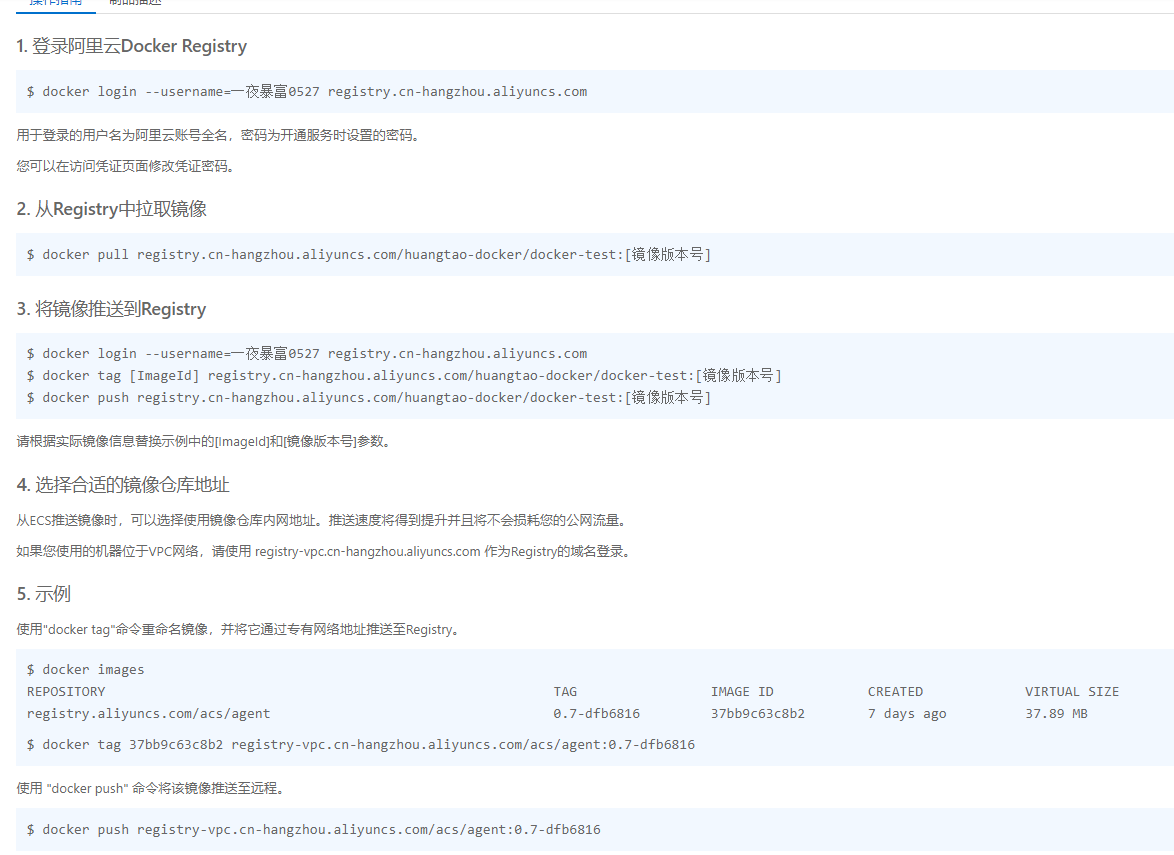 操作指南 制品描述
1. 登录阿里云Docker Registry
$ docker login --username=一夜暴富0527 registry.cn-hangzhou.aliyuncs.com
用于登录的用户名为阿里云账号全名，密码为开通服务时设置的密码。
您可以在访问凭证页面修改凭证密码。
2. 从Registry中拉取镜像
$ docker pull registry.cn-hangzhou.aliyuncs.com/huangtao-docker/docker-test:[镜像版本号]
3. 将镜像推送到Registry
$ docker login --username=一夜暴富0527 registry.cn-hangzhou.aliyuncs.com
$ docker tag [ImageId] registry.cn-hangzhou.aliyuncs.com/huangtao-docker/docker-test:[镜像版本号]
$ docker push registry.cn-hangzhou.aliyuncs.com/huangtao-docker/docker-test:[镜像版本号]
请根据实际镜像信息替换示例中的[ImageId]和[镜像版本号]参数。
4. 选择合适的镜像仓库地址
从ECS推送镜像时，可以选择使用镜像仓库内网地址。推送速度将得到提升并且将不会损耗您的公网流量。
如果您使用的机器位于VPC网络，请使用 registry-vpc.cn-hangzhou.aliyuncs.com 作为Registry的域名登录。
5. 示例
使用"docker tag"命令重命名镜像，并将它通过专有网络地址推送至Registry。
$ docker images
REPOSITORY TAG IMAGE ID CREATED VIRTUAL SIZE
registry.aliyuncs.com/acs/agent 0.7-dfb6816 37bb9c63c8b2 7 days ago 37.89 MB
$ docker tag 37bb9c63c8b2 registry-vpc.cn-hangzhou.aliyuncs.com/acs/agent:0.7-dfb6816
使用 "docker push" 命令将该镜像推送至远程。
$ docker push registry-vpc.cn-hangzhou.aliyuncs.com/acs/agent:0.7-dfb6816